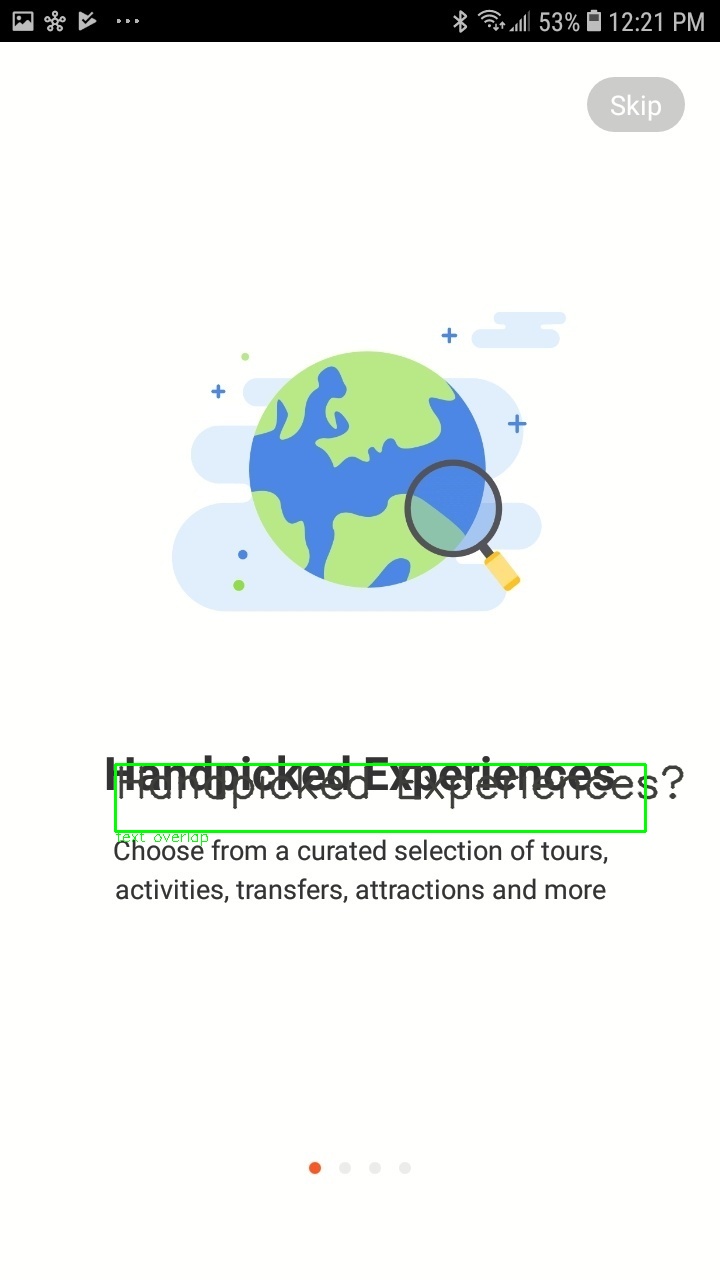 53% 12:21 PM
Skip
Handpicked Experiences
Handpicked Experiences?
text overlap
Choose from a curated selection of tours,
activities, transfers, attractions and more